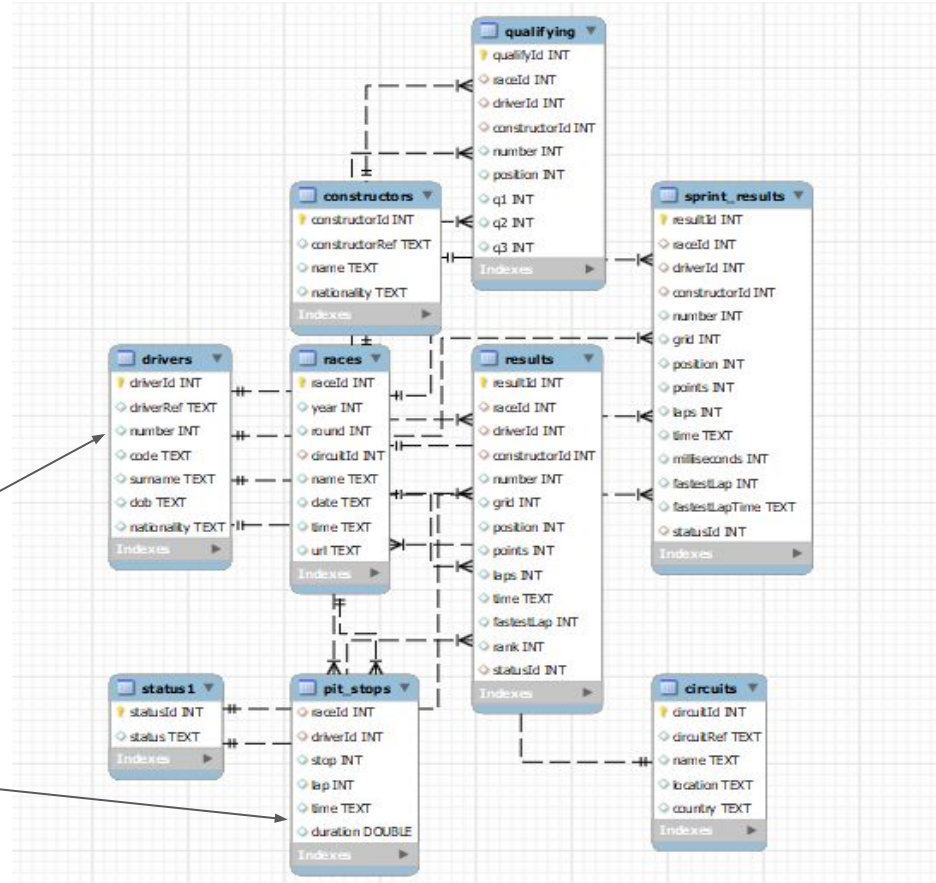 qualifying
qualifyId INT
raceId INT
driverId INT
constructorId INT
number INT
position INT
q1 INT
q2 INT
q3 INT
Indexes
constructors
constructorId INT
constructorRef TEXT
name TEXT
nationality TEXT
Indexes
sprint_results
resultId INT
raceId INT
driverId INT
constructorId INT
number INT
grid INT
position INT
points INT
laps INT
time TEXT
milliseconds INT
fastestLap INT
fastestLapTime TEXT
statusId INT
Indexes
drivers
driverId INT
driverRef TEXT
number INT
code TEXT
surname TEXT
dob TEXT
nationality TEXT
Indexes
races
raceId INT
year INT
round INT
circuitId INT
name TEXT
date TEXT
time TEXT
url TEXT
Indexes
results
resultId INT
raceId INT
driverId INT
constructorId INT
number INT
grid INT
position INT
points INT
laps INT
time TEXT
fastestLap INT
rank INT
statusId INT
Indexes
status1
statusId INT
status TEXT
Indexes
pit_stops
raceId INT
driverId INT
stop INT
lap INT
time TEXT
duration DOUBLE
Indexes
circuits
circuitId INT
circuitRef TEXT
name TEXT
location TEXT
country TEXT
Indexes